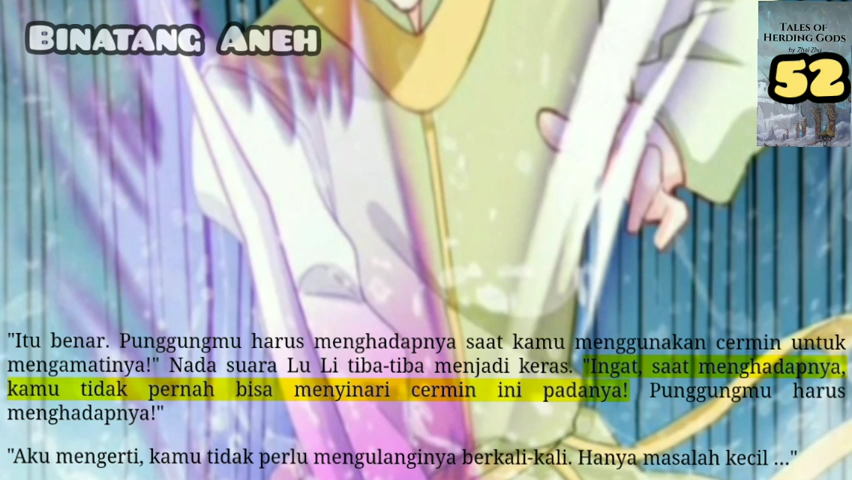 Binatang Aneh
TALES OF
HERDING GODS
by Zhai Zhu
52
"Itu benar. Punggungmu harus menghadapnya saat kamu menggunakan cermin untuk
mengamatinya!" Nada suara Lu Li tiba-tiba menjadi keras. "Ingat, saat menghadapnya,
kamu tidak pernah bisa menyinari cermin ini padanya! Punggungmu harus
menghadapnya!"
"Aku mengerti, kamu tidak perlu mengulanginya berkali-kali. Hanya masalah kecil ..."